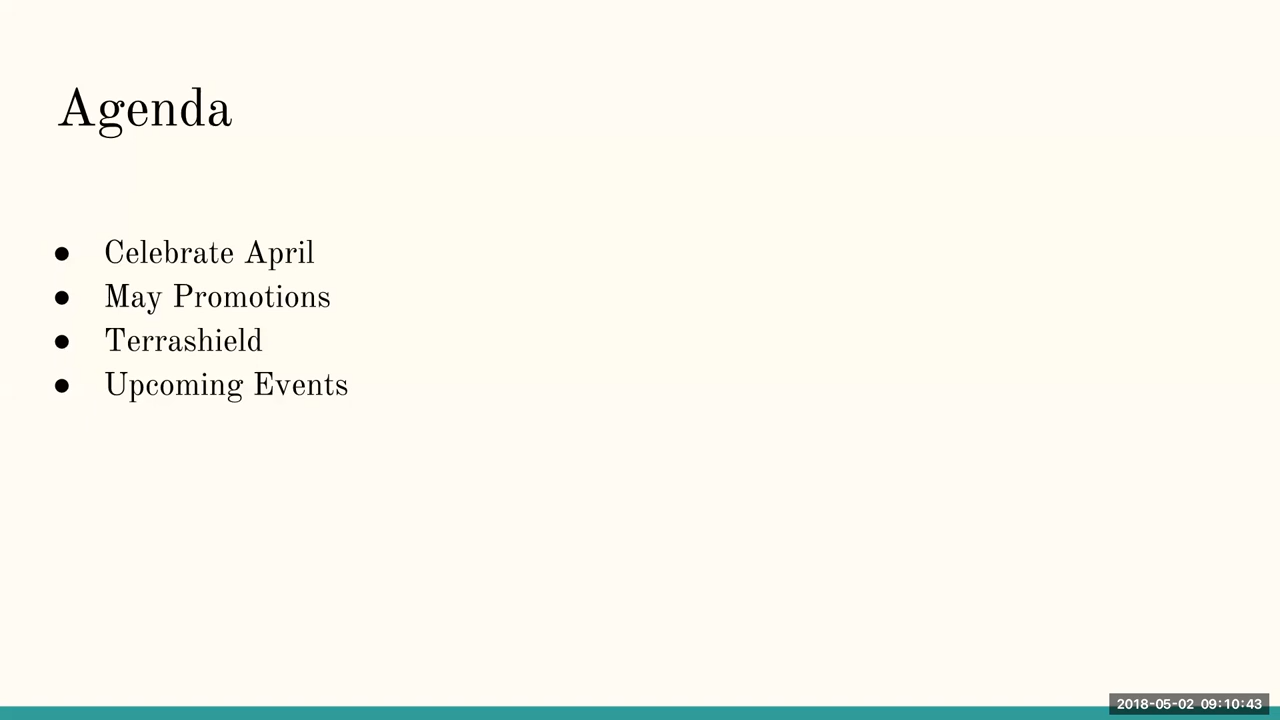 Agenda
● Celebrate April
● May Promotions
● Terrashield
● Upcoming Events
2018-05-02 09:10:43